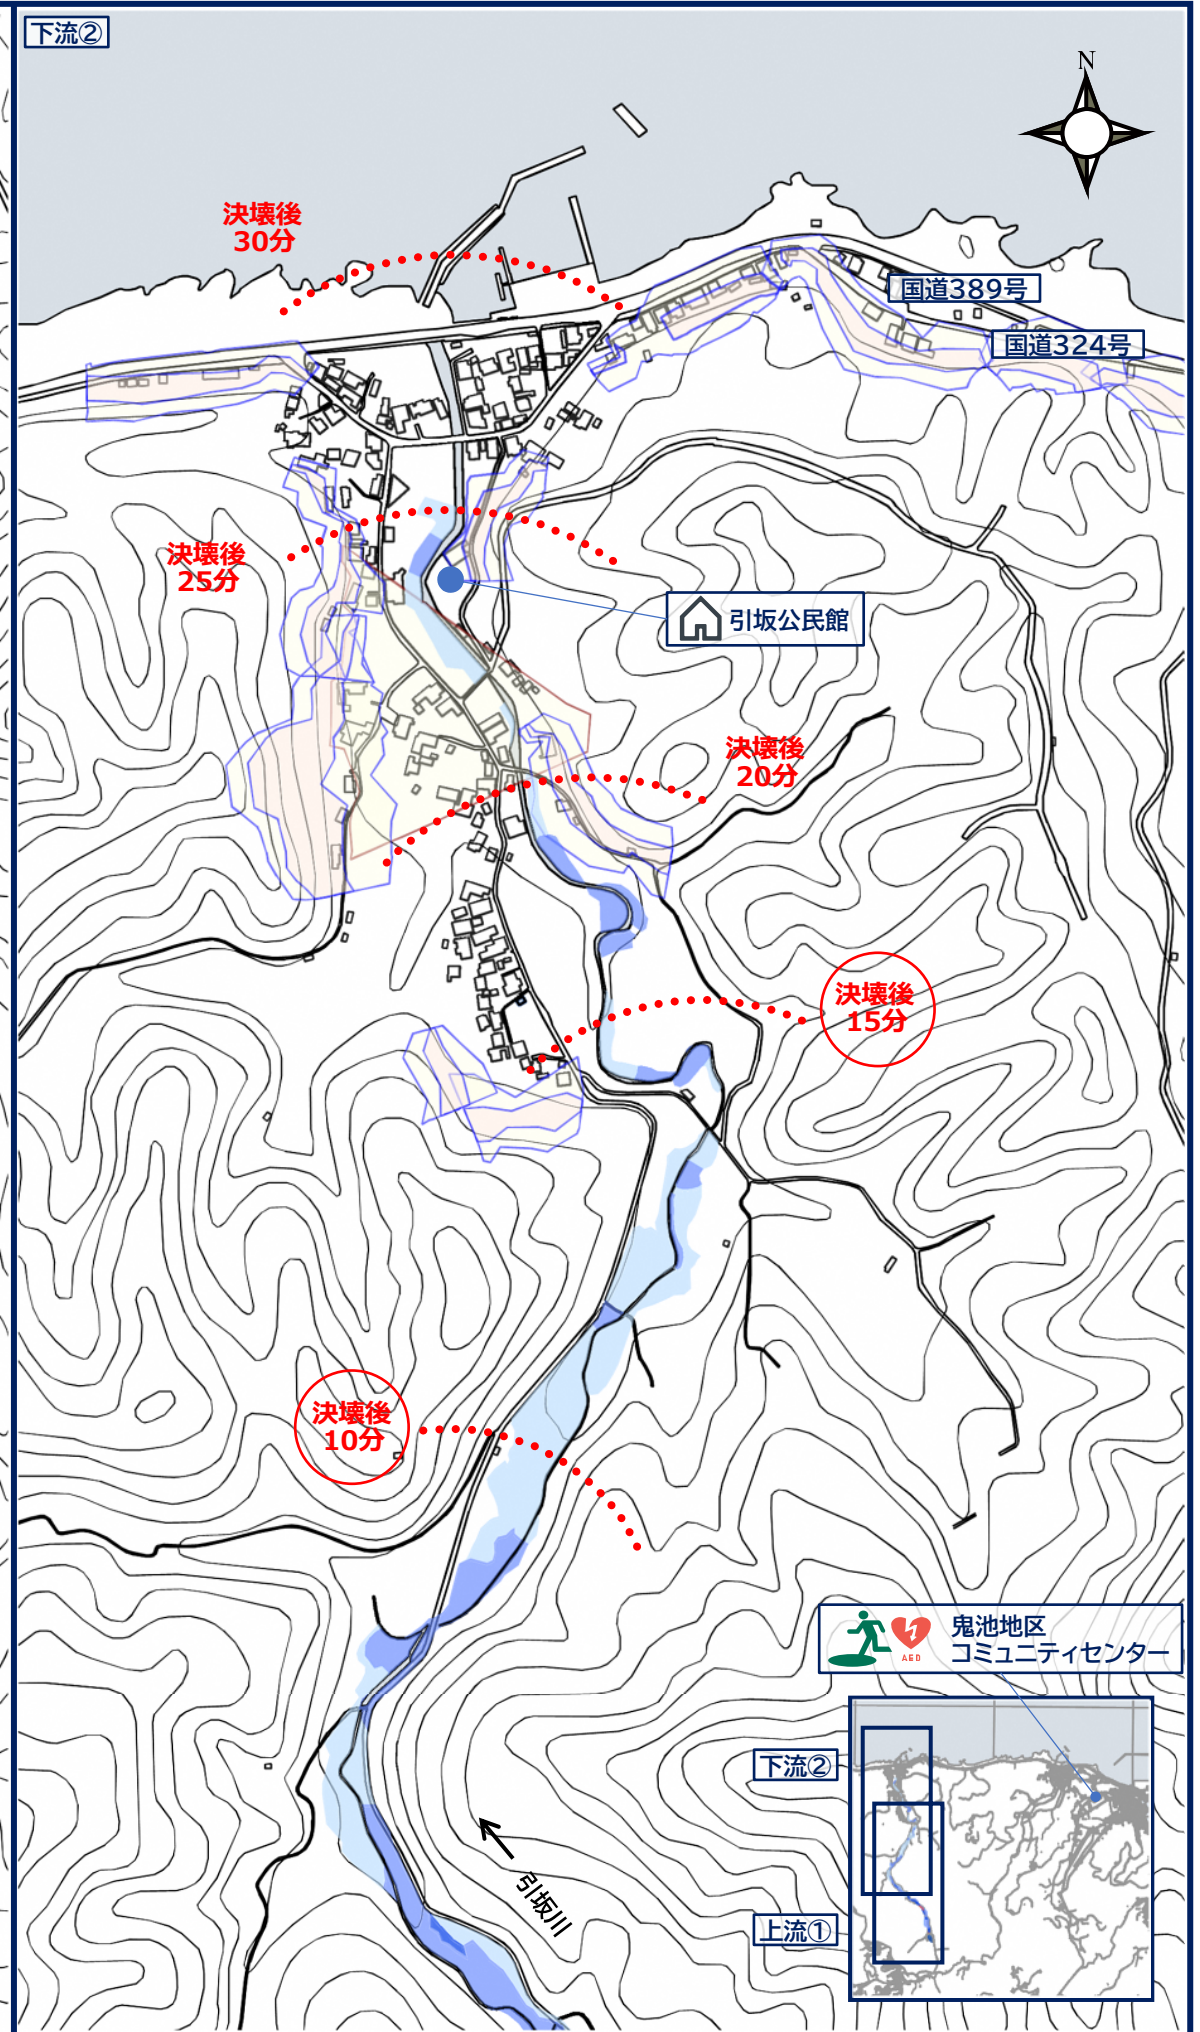 下流②
N
決壊後
30分
国道389号
国道324号
決壊後
25分
引坂公民館
決壊後
20分
決壊後
15分
決壊後
10分
鬼池地区
コミュニティセンター
AED
下流②
引坂川
上流①